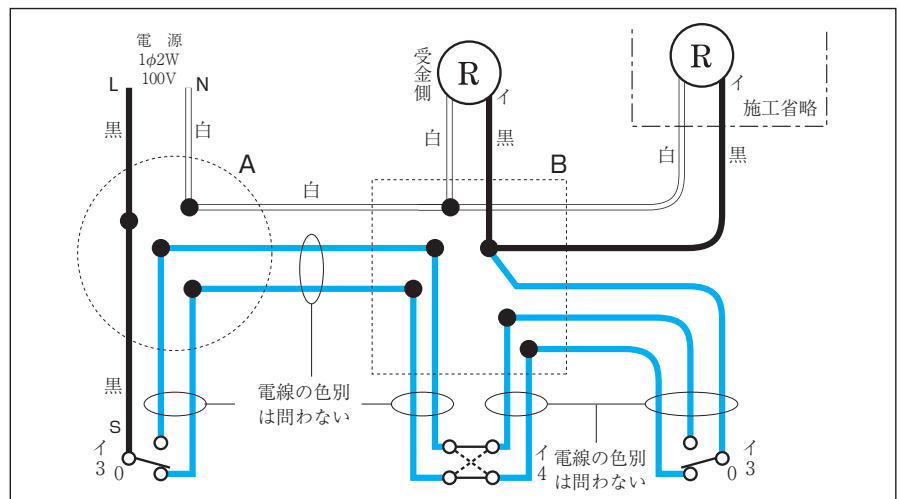 電 源
1φ2W
100V
L
N
黒
白
A
受金側
R
イ
白
黒
R
イ
施工省略
白
黒
白
B
黒
S
イ
3
0
電線の色別
は問わない
イ
4
電線の色別
は問わない
イ
3
0